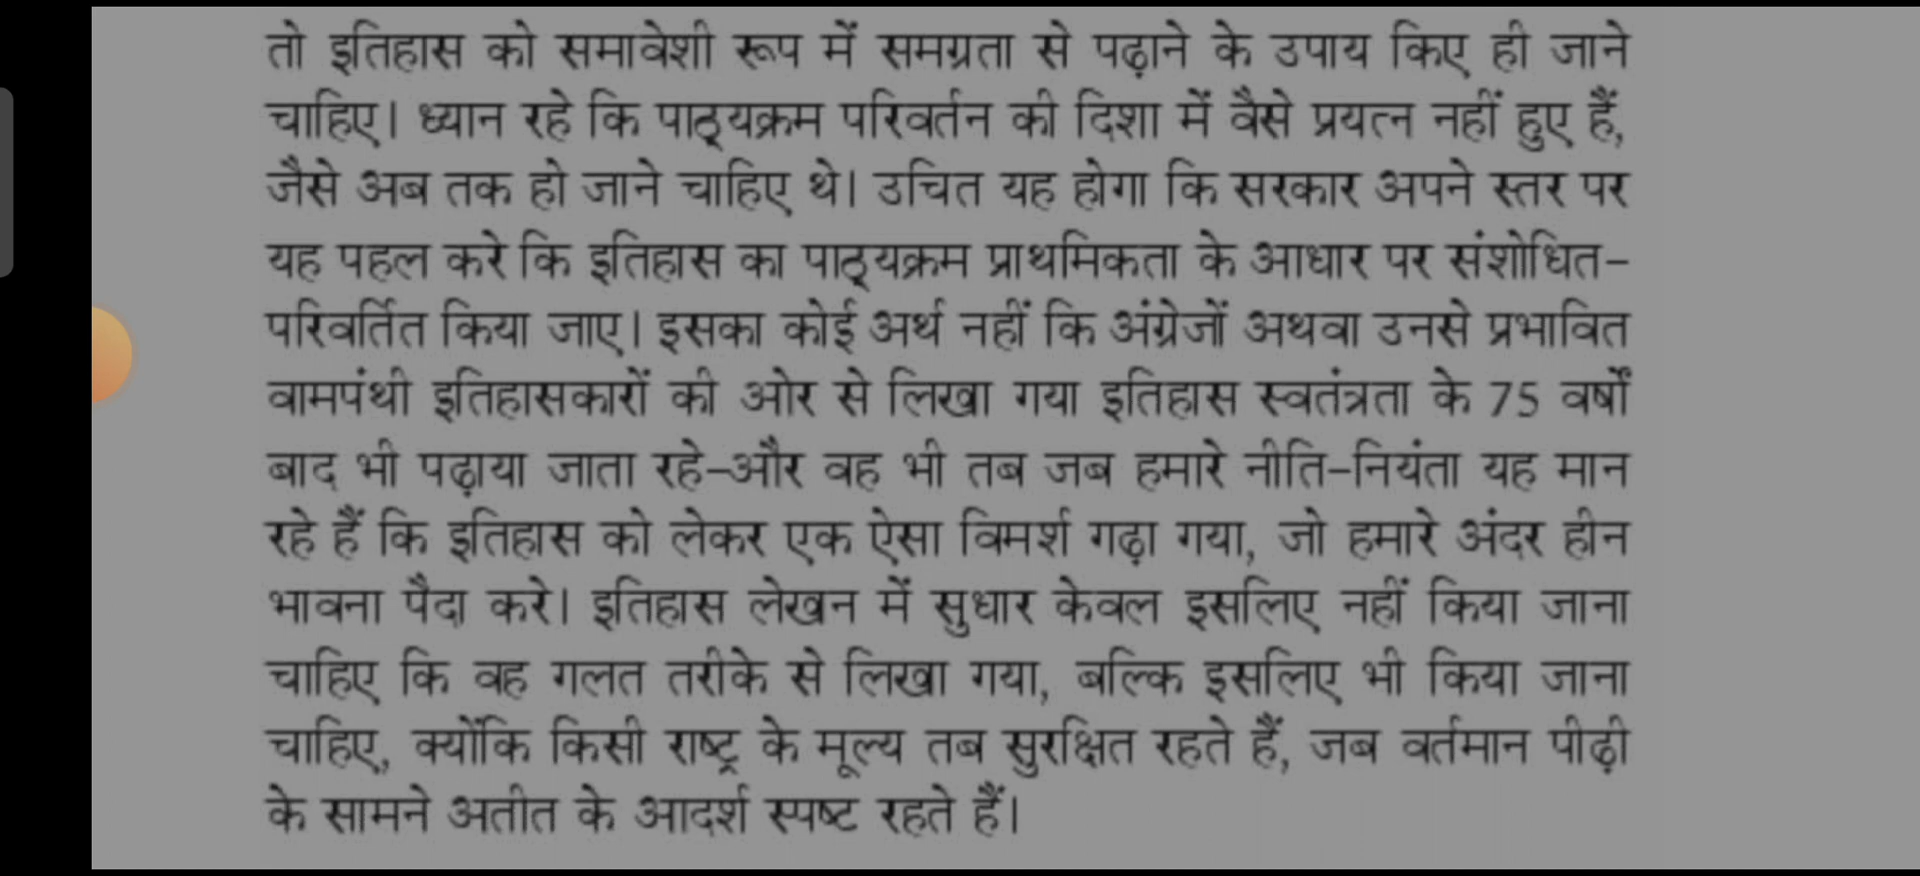 तो इतिहास को समावेशी रूप में समग्रता से पढ़ाने के उपाय किए ही जाने
चाहिए। ध्यान रहे कि पाठ्यक्रम परिवर्तन की दिशा में वैसे प्रयत्न नहीं हुए हैं,
जैसे अब तक हो जाने चाहिए थे। उचित यह होगा कि सरकार अपने स्तर पर
यह पहल करे कि इतिहास का पाठ्यक्रम प्राथमिकता के आधार पर संशोधित-
परिवर्तित किया जाए। इसका कोई अर्थ नहीं कि अंग्रेजों अथवा उनसे प्रभावित
वामपंथी इतिहासकारों की ओर से लिखा गया इतिहास स्वतंत्रता के 75 वर्षों
बाद भी पढ़ाया जाता रहे-और वह भी तब जब हमारे नीति-नियंता यह मान
रहे हैं कि इतिहास को लेकर एक ऐसा विमर्श गढ़ा गया, जो हमारे अंदर हीन
भावना पैदा करे। इतिहास लेखन में सुधार केवल इसलिए नहीं किया जाना
चाहिए कि वह गलत तरीके से लिखा गया, बल्कि इसलिए भी किया जाना
चाहिए, क्योंकि किसी राष्ट्र के मूल्य तब सुरक्षित रहते हैं, जब वर्तमान पीढ़ी
के सामने अतीत के आदर्श स्पष्ट रहते हैं।